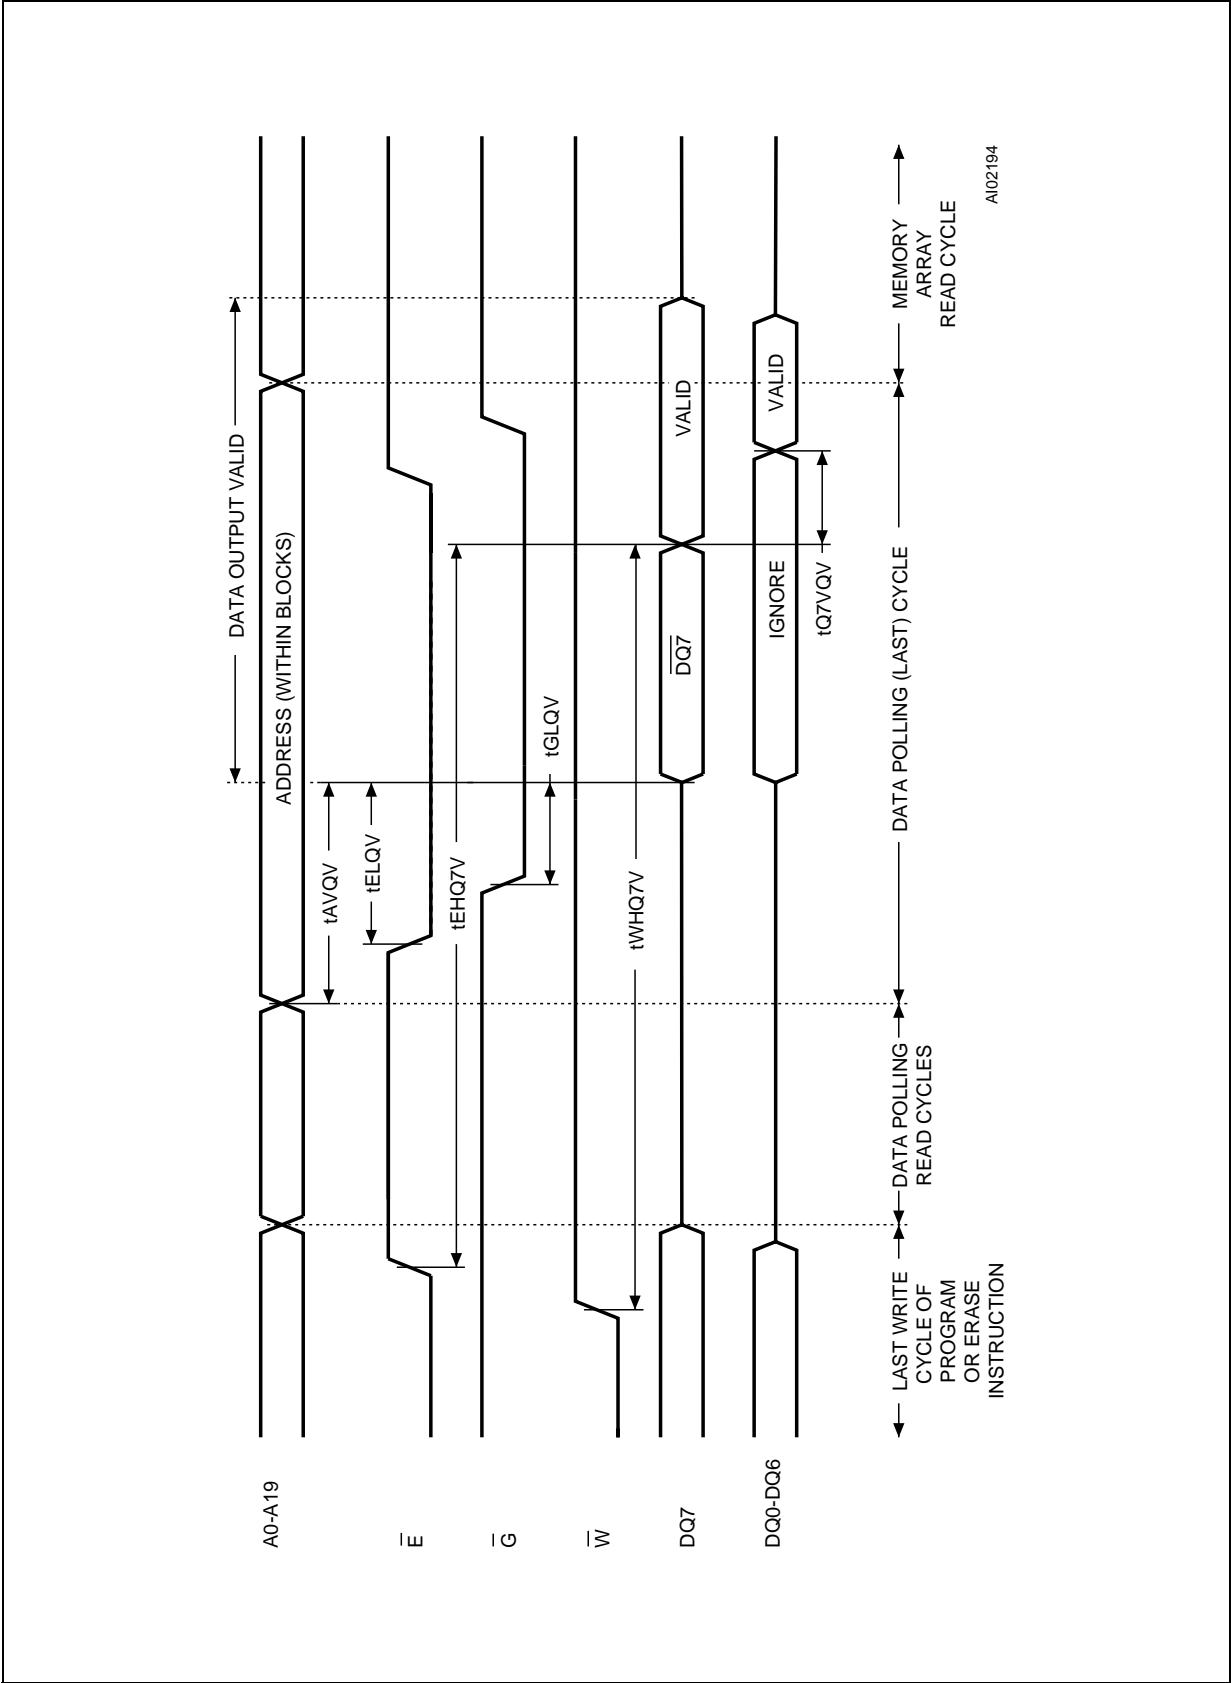 DATA OUTPUT VALID
A0-A19
ADDRESS (WITHIN BLOCKS)
tAVQV
tELQV
E
tEHQ7V
G
tGLQV
W
tWHQ7V
DQ7
DQ7
VALID
DQ0-DQ6
IGNORE
VALID
tQ7VQV
LAST WRITE
CYCLE OF
PROGRAM
OR ERASE
INSTRUCTION
DATA POLLING
READ CYCLES
DATA POLLING (LAST) CYCLE
MEMORY
ARRAY
READ CYCLE
AI02194